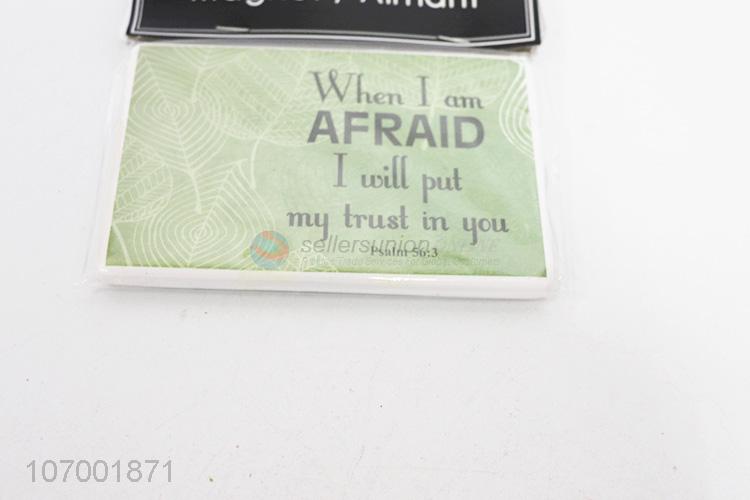 When I am
AFRAID
I will put
my trust in you
Psalm 56:3
sellersunion
107001871